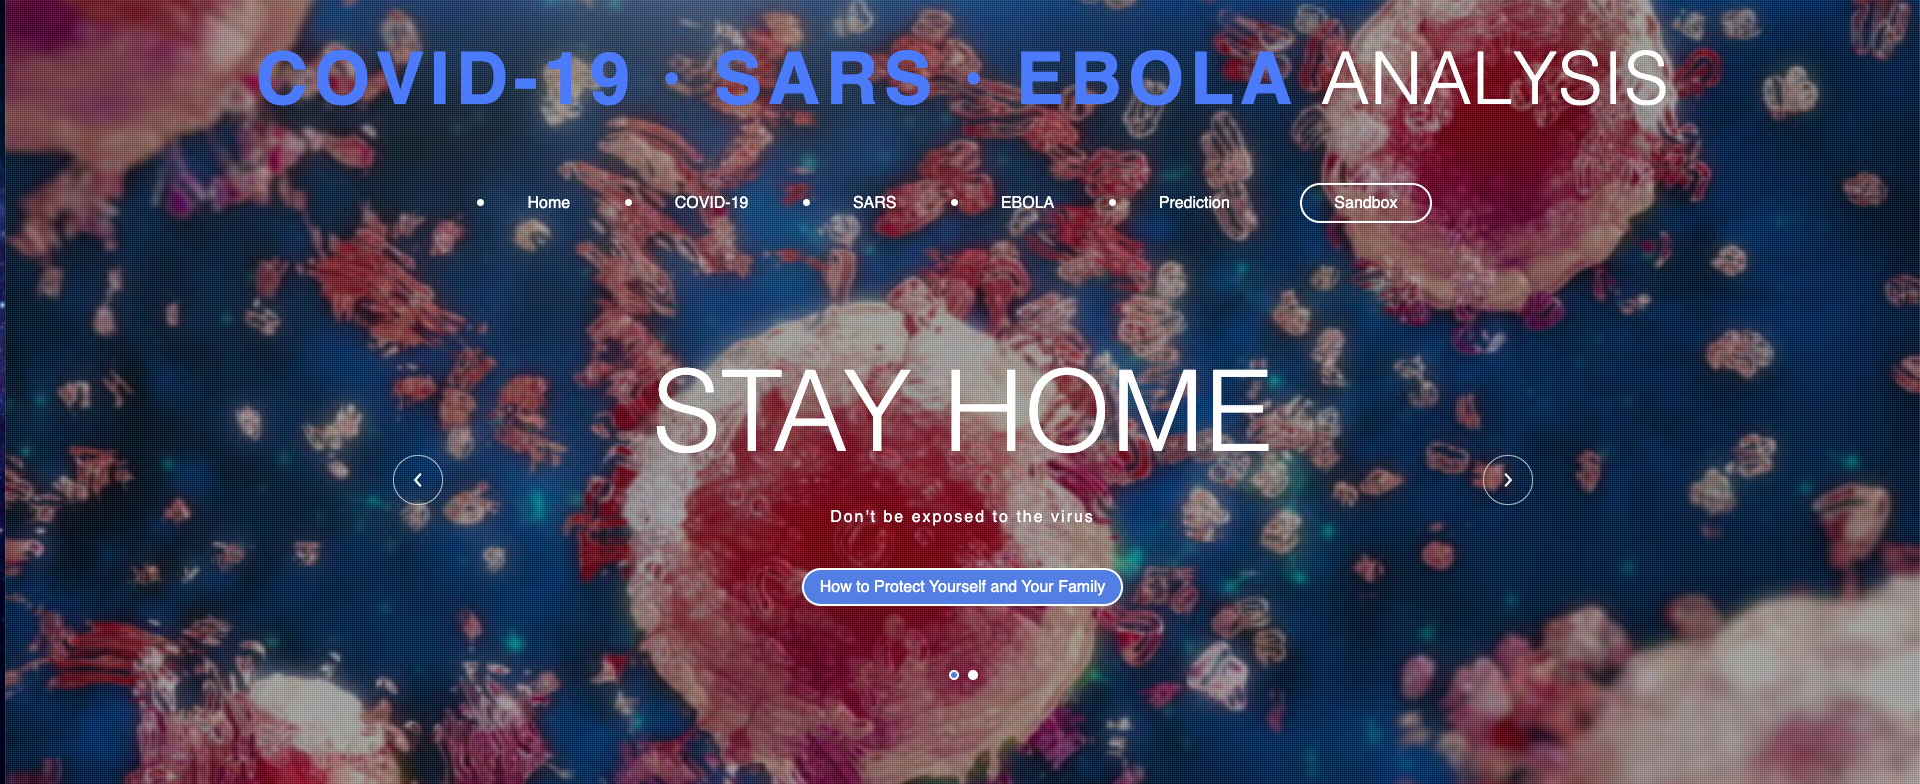 COVID-19 · SARS · EBOLA ANALYSIS
• Home • COVID-19 • SARS • EBOLA • Prediction Sandbox
STAY HOME
Don't be exposed to the virus
How to Protect Yourself and Your Family